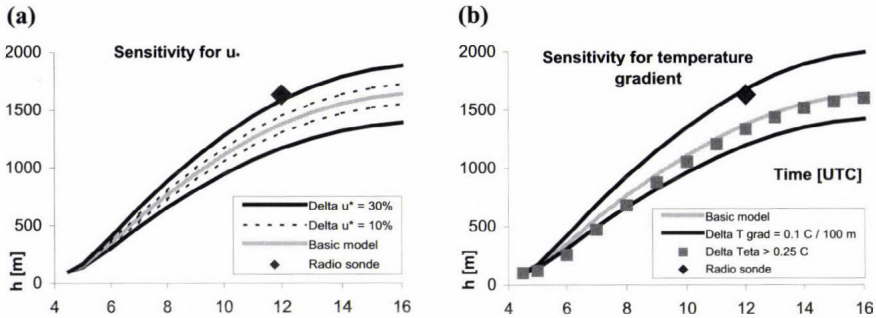 (a)
Sensitivity for u*
2000
1500
1000
500
0
h [m]
4 6 8 10 12 14 16
Delta u* = 30%
Delta u* = 10%
Basic model
Radio sonde
(b)
Sensitivity for temperature
gradient
2000
1500
1000
500
0
h [m]
Time [UTC]
4 6 8 10 12 14 16
Basic model
Delta T grad = 0.1 C / 100 m
Delta Teta > 0.25 C
Radio sonde